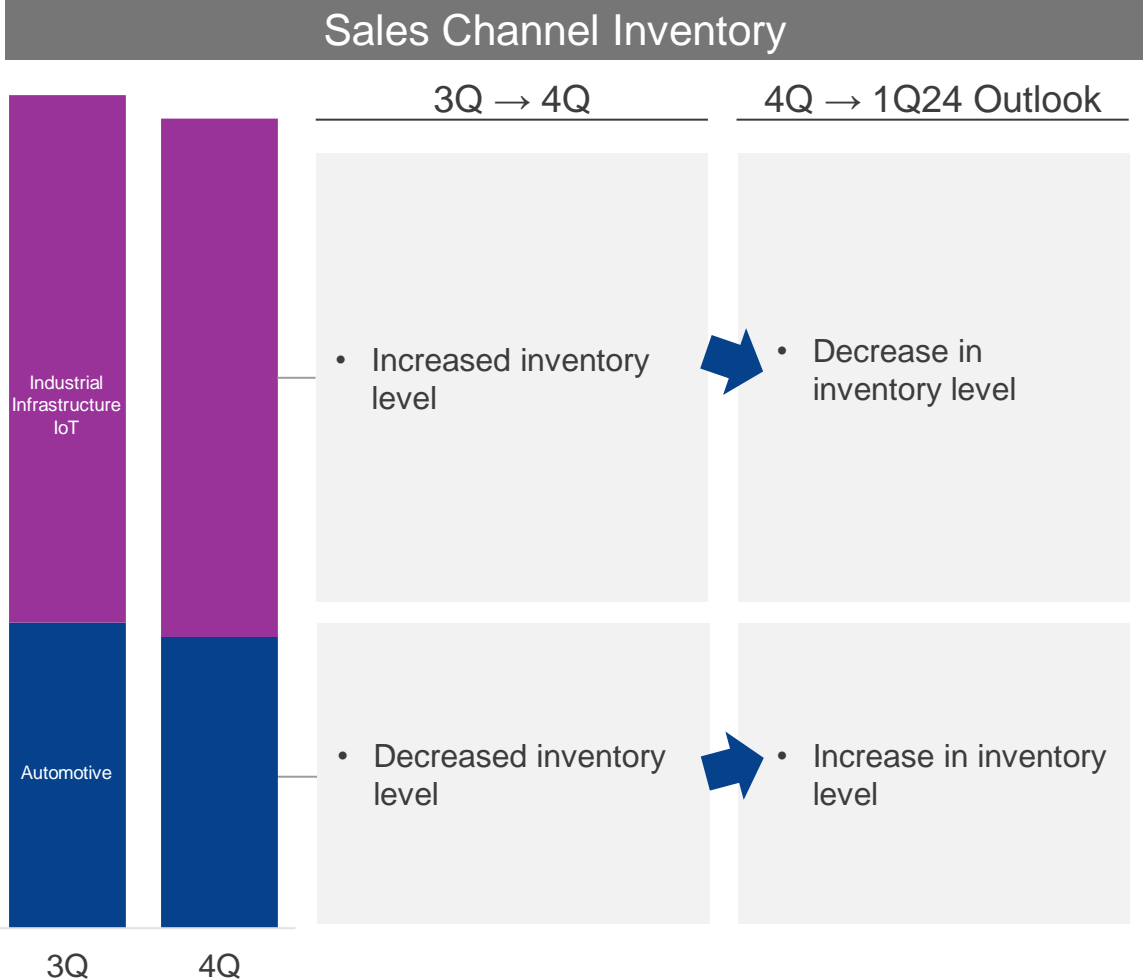 Sales Channel Inventory
3Q → 4Q
4Q → 1Q24 Outlook
Industrial
Infrastructure
IoT
• Increased inventory
level
• Decrease in
inventory level
Automotive
• Decreased inventory
level
• Increase in inventory
level
3Q
4Q